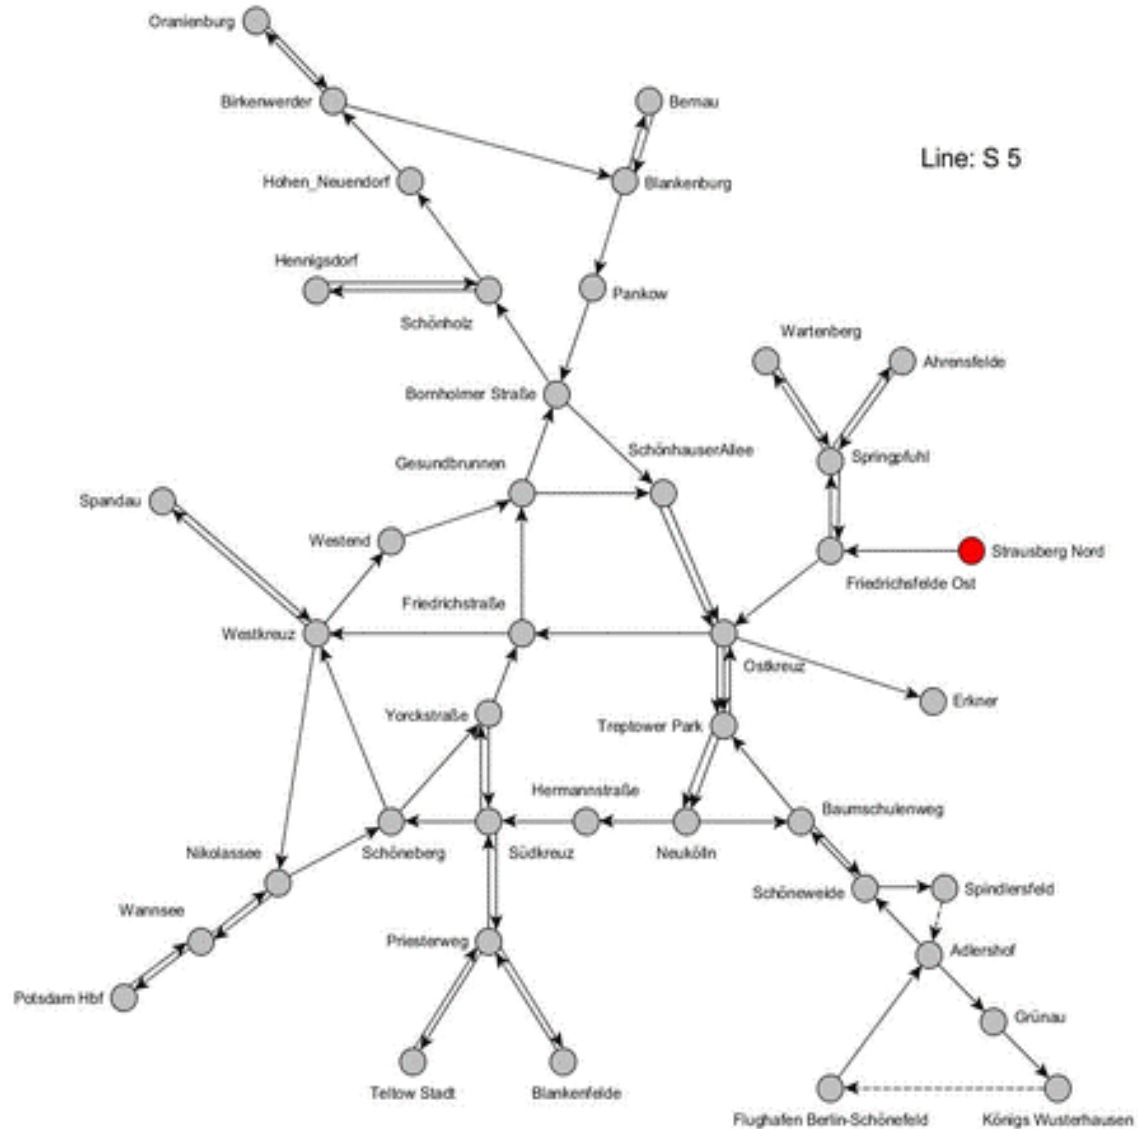 Oranienburg
Birkenwerder
Bernau
Line: S 5
Hohen_Neuendorf
Blankenburg
Hennigsdorf
Pankow
Schönholz
Wartenberg
Ahrensfelde
Bornholmer Straße
SchönhauserAllee
Springpfuhl
Gesundbrunnen
Spandau
Westend
Strausberg Nord
Friedrichsfelde Ost
Friedrichstraße
Westkreuz
Ostkreuz
Erkner
Yorckstraße
Treptower Park
Hermannstraße
Baumschulenweg
Nikolassee
Schöneberg
Südkreuz
Neukölln
Schöneweide
Spindlersfeld
Wannsee
Priesterweg
Adlershof
Potsdam Hbf
Grünau
Teltow Stadt
Blankenfelde
Flughafen Berlin-Schönefeld
Königs Wusterhausen